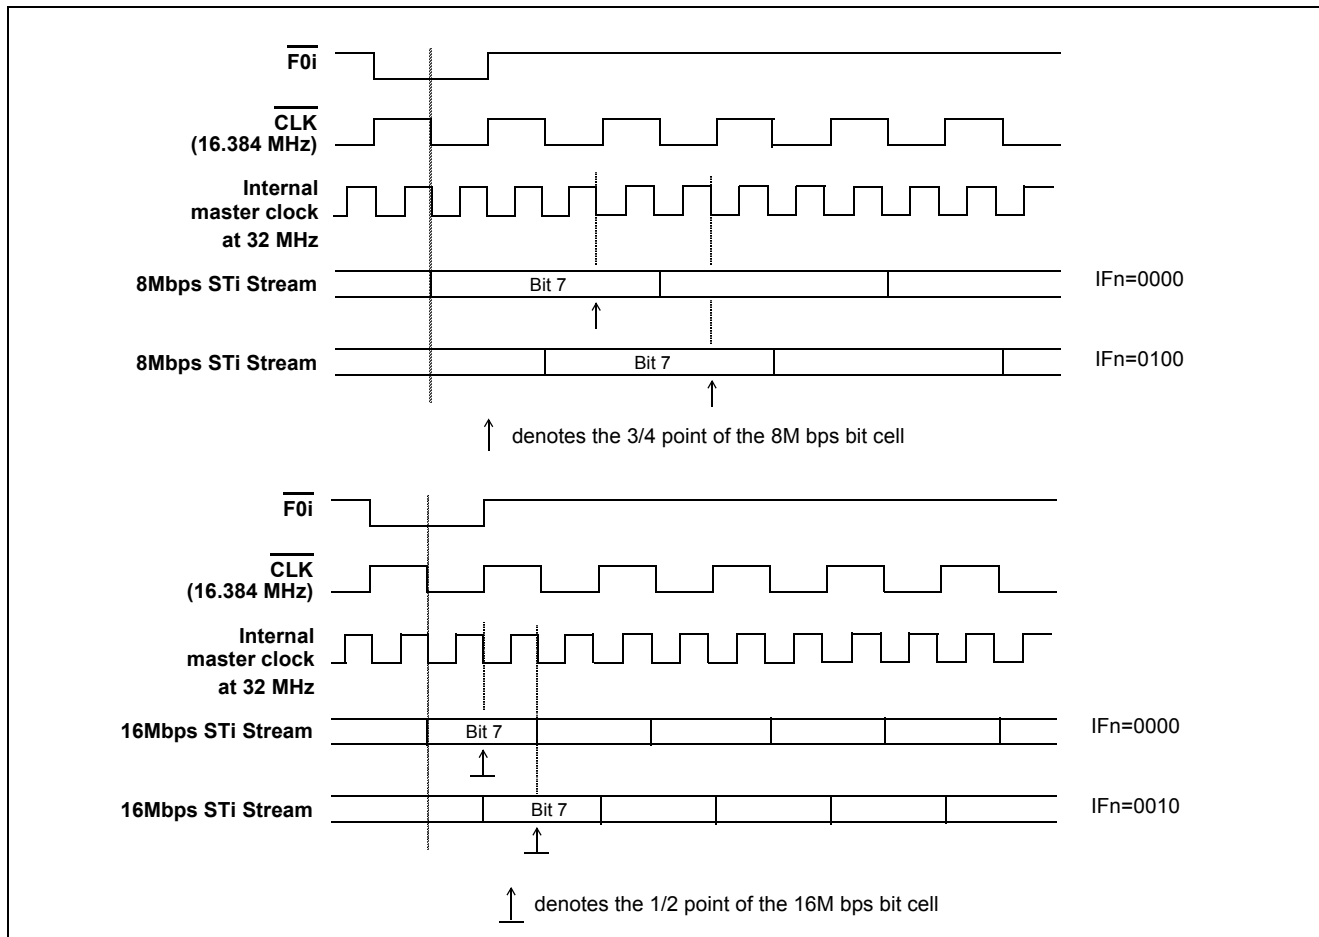 F0i
CLK
(16.384 MHz)
Internal
master clock
at 32 MHz
8Mbps STi Stream
Bit 7
IFn=0000
8Mbps STi Stream
Bit 7
IFn=0100
denotes the 3/4 point of the 8M bps bit cell
F0i
CLK
(16.384 MHz)
Internal
master clock
at 32 MHz
16Mbps STi Stream
Bit 7
IFn=0000
16Mbps STi Stream
Bit 7
IFn=0010
denotes the 1/2 point of the 16M bps bit cell